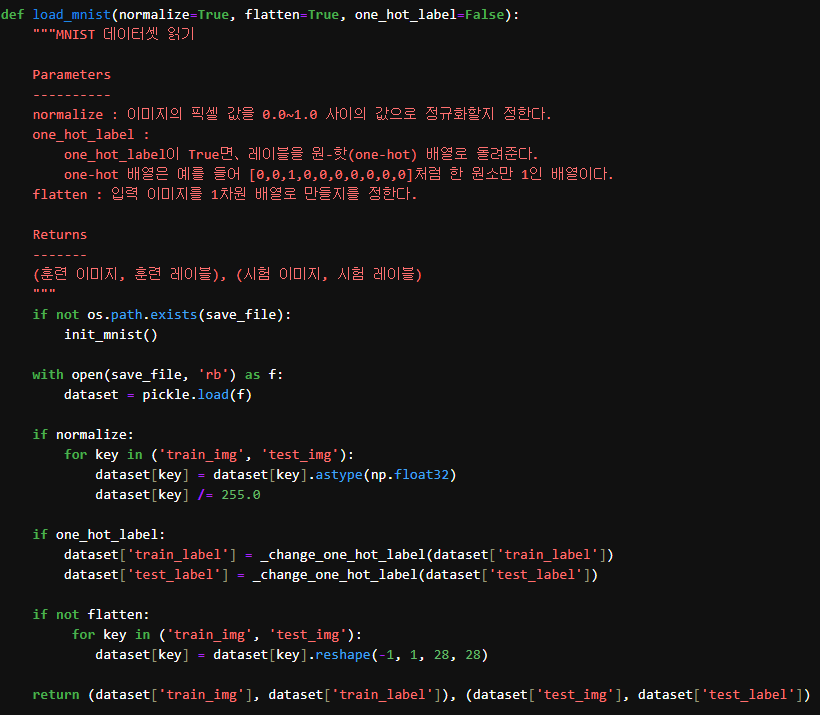 def load_mnist(normalize=True, flatten=True, one_hot_label=False):
    """MNIST 데이터셋 읽기
    
    Parameters
    ----------
    normalize : 이미지의 픽셀 값을 0.0~1.0 사이의 값으로 정규화할지 정한다.
    one_hot_label : 
        one_hot_label이 True면、레이블을 원-핫(one-hot) 배열로 돌려준다.
        one-hot 배열은 예를 들어 [0,0,1,0,0,0,0,0,0,0]처럼 한 원소만 1인 배열이다.
    flatten : 입력 이미지를 1차원 배열로 만들지를 정한다.
    
    Returns
    -------
    (훈련 이미지, 훈련 레이블), (시험 이미지, 시험 레이블)
    """
    if not os.path.exists(save_file):
        init_mnist()
        
    with open(save_file, 'rb') as f:
        dataset = pickle.load(f)
    
    if normalize:
        for key in ('train_img', 'test_img'):
            dataset[key] = dataset[key].astype(np.float32)
            dataset[key] /= 255.0
            
    if one_hot_label:
        dataset['train_label'] = _change_one_hot_label(dataset['train_label'])
        dataset['test_label'] = _change_one_hot_label(dataset['test_label'])
    
    if not flatten:
         for key in ('train_img', 'test_img'):
            dataset[key] = dataset[key].reshape(-1, 1, 28, 28)

    return (dataset['train_img'], dataset['train_label']), (dataset['test_img'], dataset['test_label'])